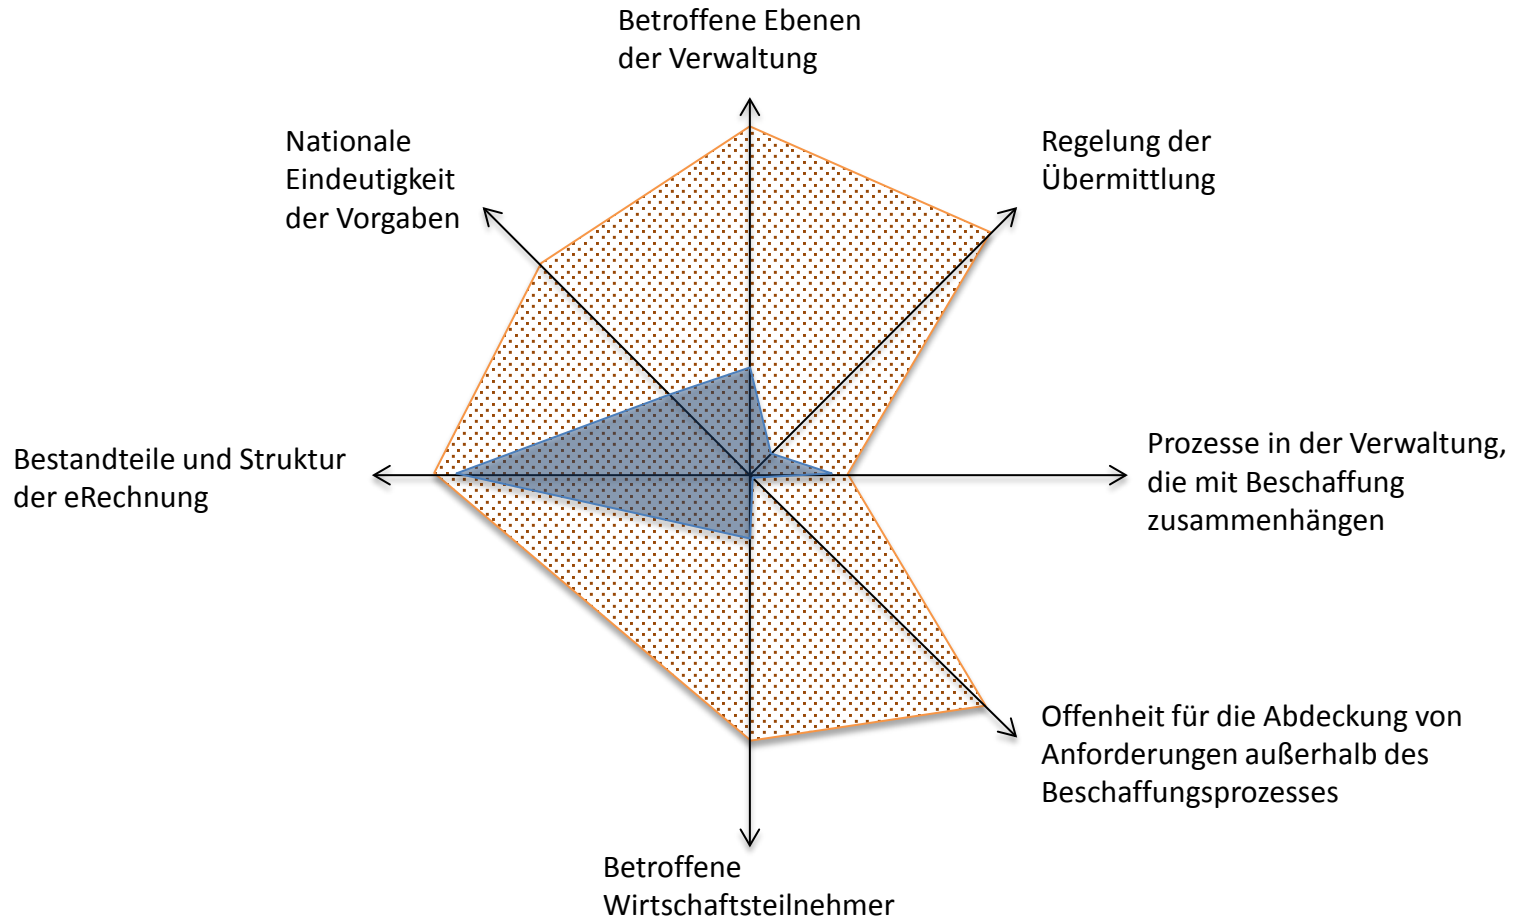 Betroffene Ebenen
der Verwaltung
Nationale
Eindeutigkeit
der Vorgaben
Regelung der
Übermittlung
Bestandteile und Struktur
der eRechnung
Prozesse in der Verwaltung,
die mit Beschaffung
zusammenhängen
Offenheit für die Abdeckung von
Anforderungen außerhalb des
Beschaffungsprozesses
Betroffene
Wirtschaftsteilnehmer